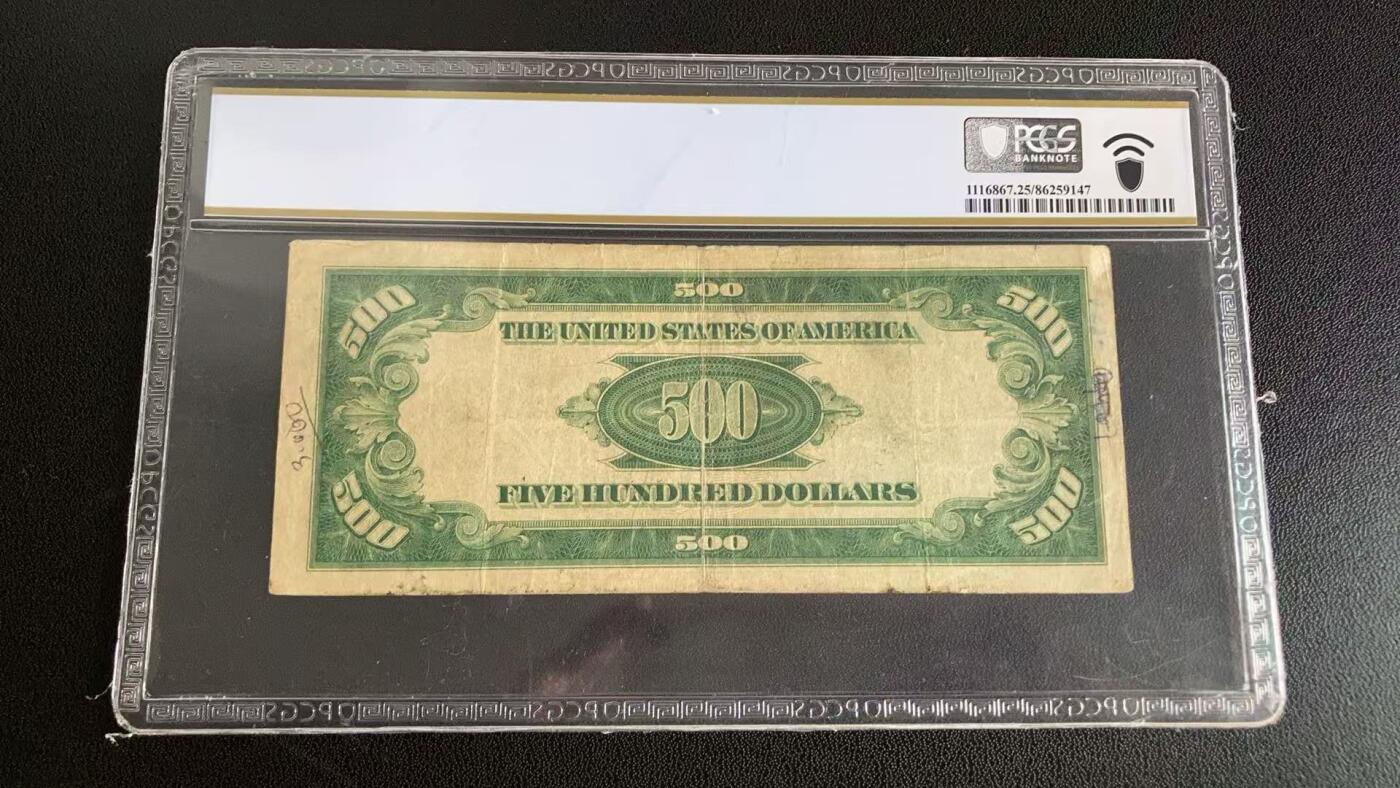 PCGS
BANKNOTE
1116867.25/86259147
500
500 500
THE UNITED STATES OF AMERICA
500
FIVE HUNDRED DOLLARS
500 500
500